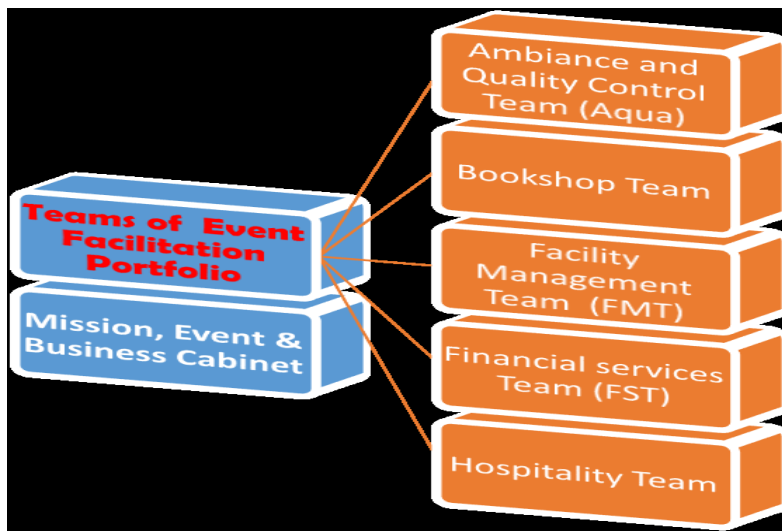 Teams of Event
Facilitation
Portfolio
Mission, Event &
Business Cabinet
Ambiance and
Quality Control
Team (Aqua)
Bookshop Team
Facility
Management
Team (FMT)
Financial services
Team (FST)
Hospitality Team